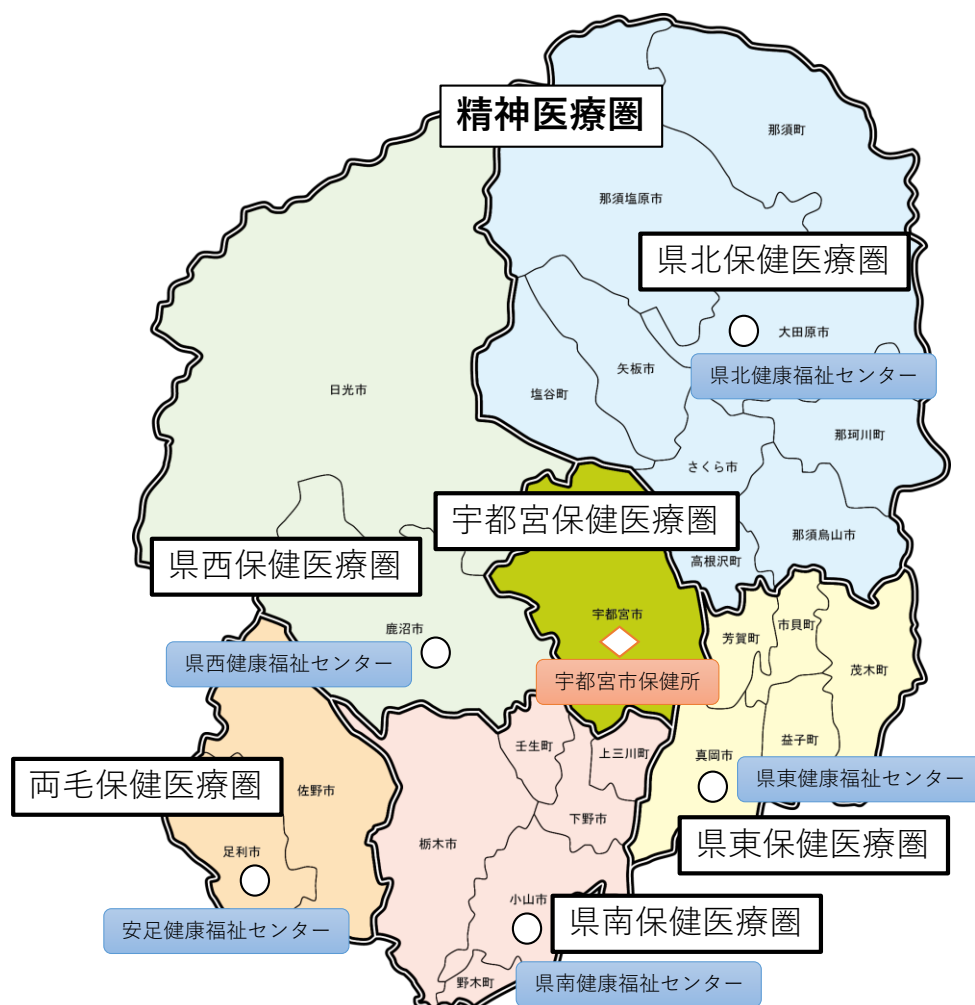 精神医療圏
那須町
那須塩原市
県北保健医療圏
大田原市
矢板市
県北健康福祉センター
日光市
塩谷町
那珂川町
さくら市
宇都宮保健医療圏
那須烏山市
県西保健医療圏
高根沢町
宇都宮市
鹿沼市
市貝町
芳賀町
県西健康福祉センター
茂木町
宇都宮市保健所
益子町
壬生町
上三川町
真岡市
県東健康福祉センター
両毛保健医療圏
佐野市
下野市
栃木市
県東保健医療圏
足利市
小山市
県南保健医療圏
安足健康福祉センター
野木町
県南健康福祉センター